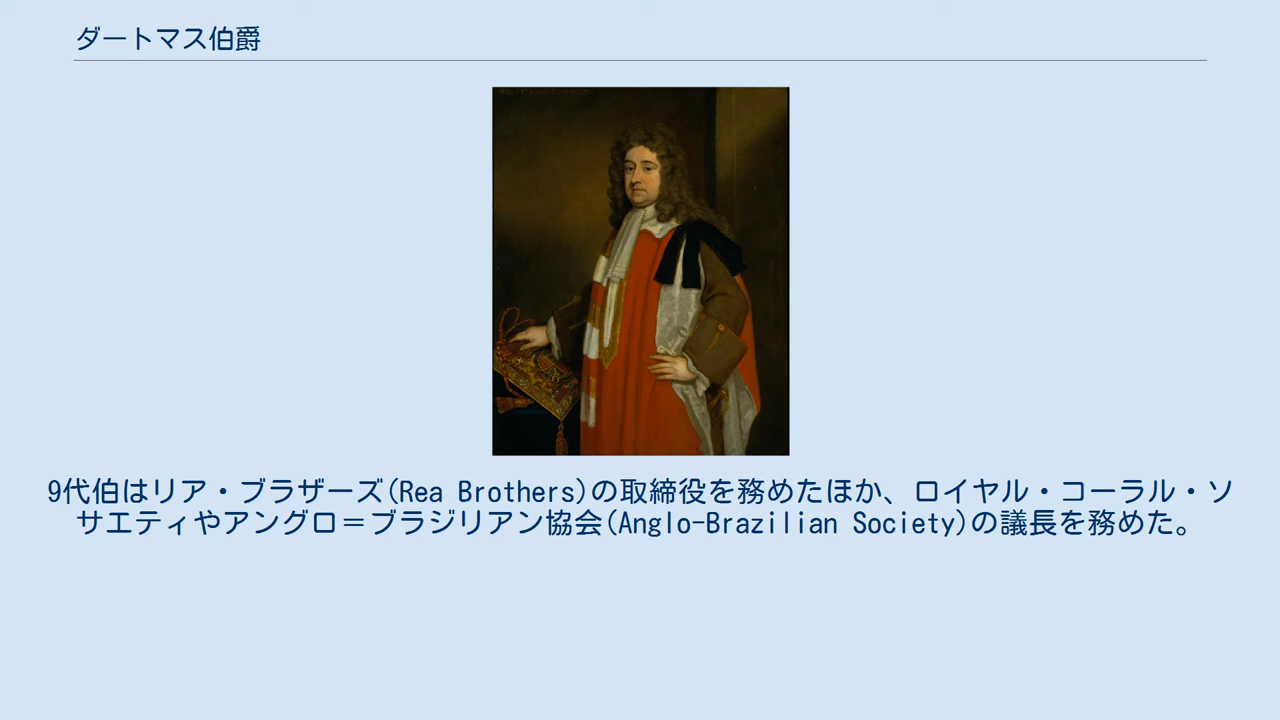 ダートマス伯爵
9代伯はリア・ブラザーズ(Rea Brothers)の取締役を務めたほか、ロイヤル・コーラル・ソ
サエティやアングロ＝ブラジリアン協会(Anglo-Brazilian Society)の議長を務めた。